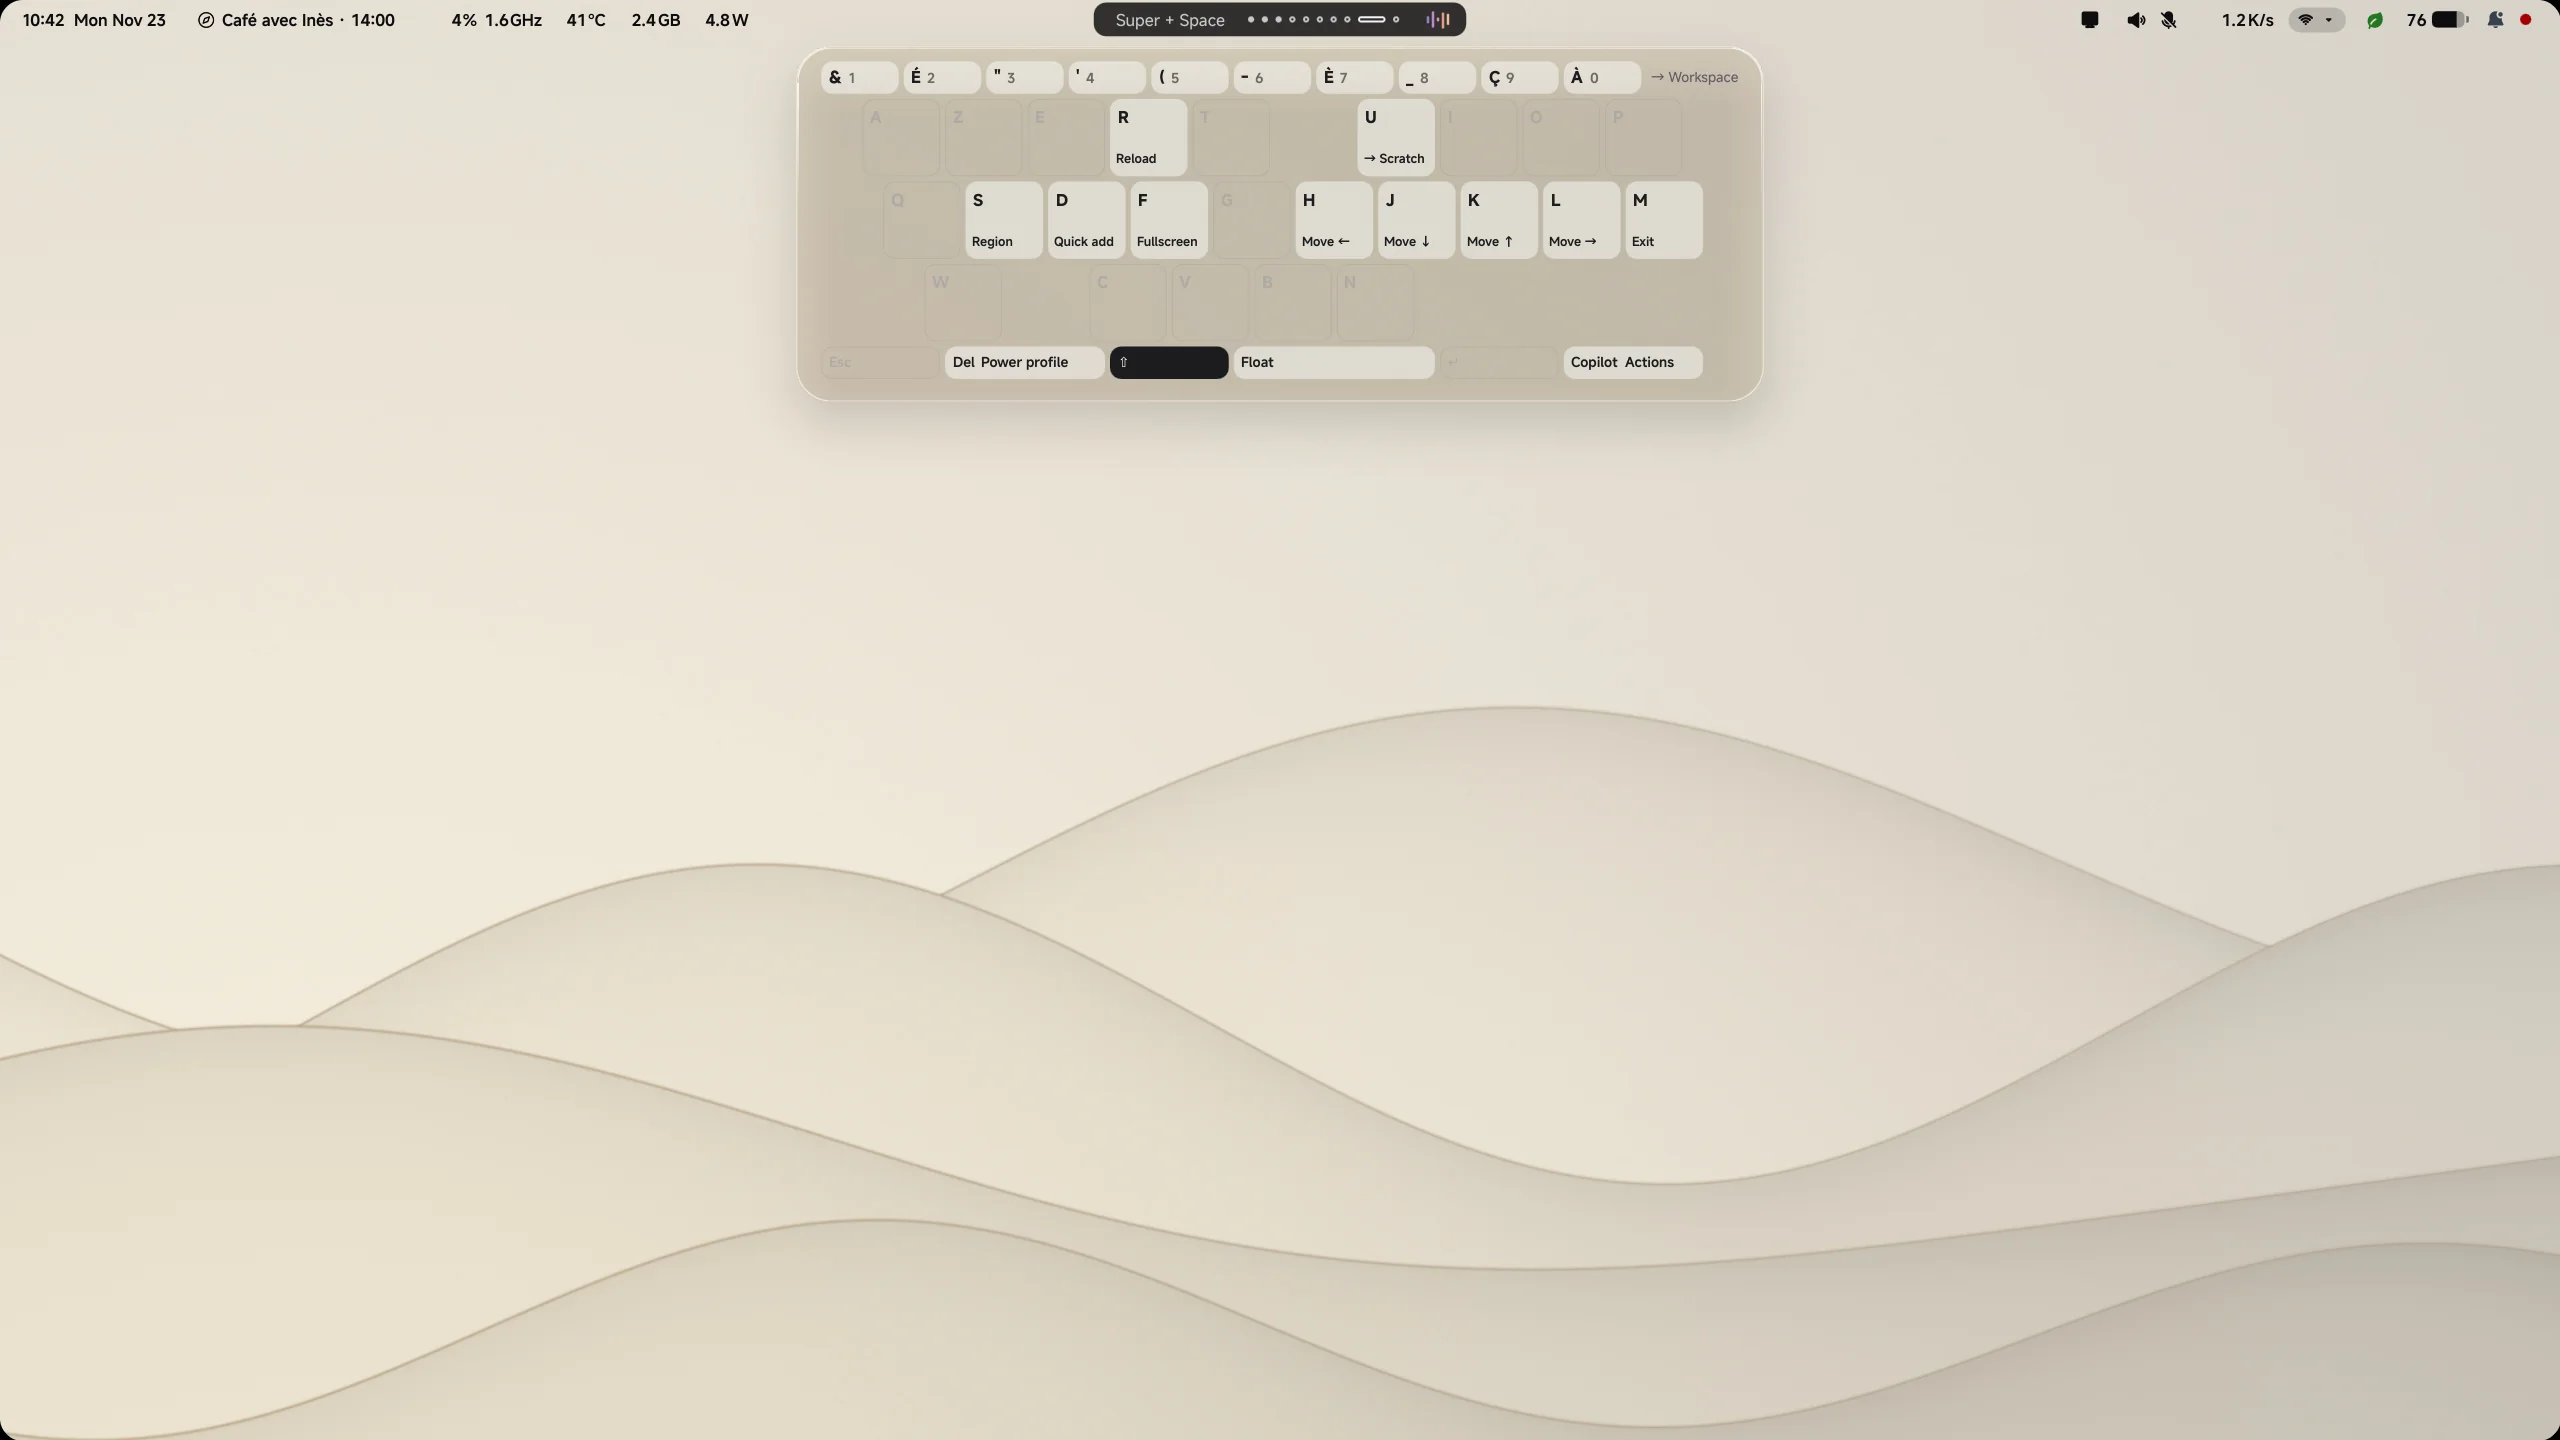 10:42 Mon Nov 23 Café avec Inès · 14:00 4% 1.6GHz 41°C 2.4GB 4.8W Super + Space 1.2K/s 76
& 1 É 2 " 3 ' 4 ( 5 - 6 È 7 _ 8 Ç 9 À 0 → Workspace
A Z E R T U I O P
Reload → Scratch
Q S D F G H J K L M
Region Quick add Fullscreen Move ← Move ↓ Move ↑ Move → Exit
W C V B N
Esc Del Power profile ⇧ Float ↵ Copilot Actions